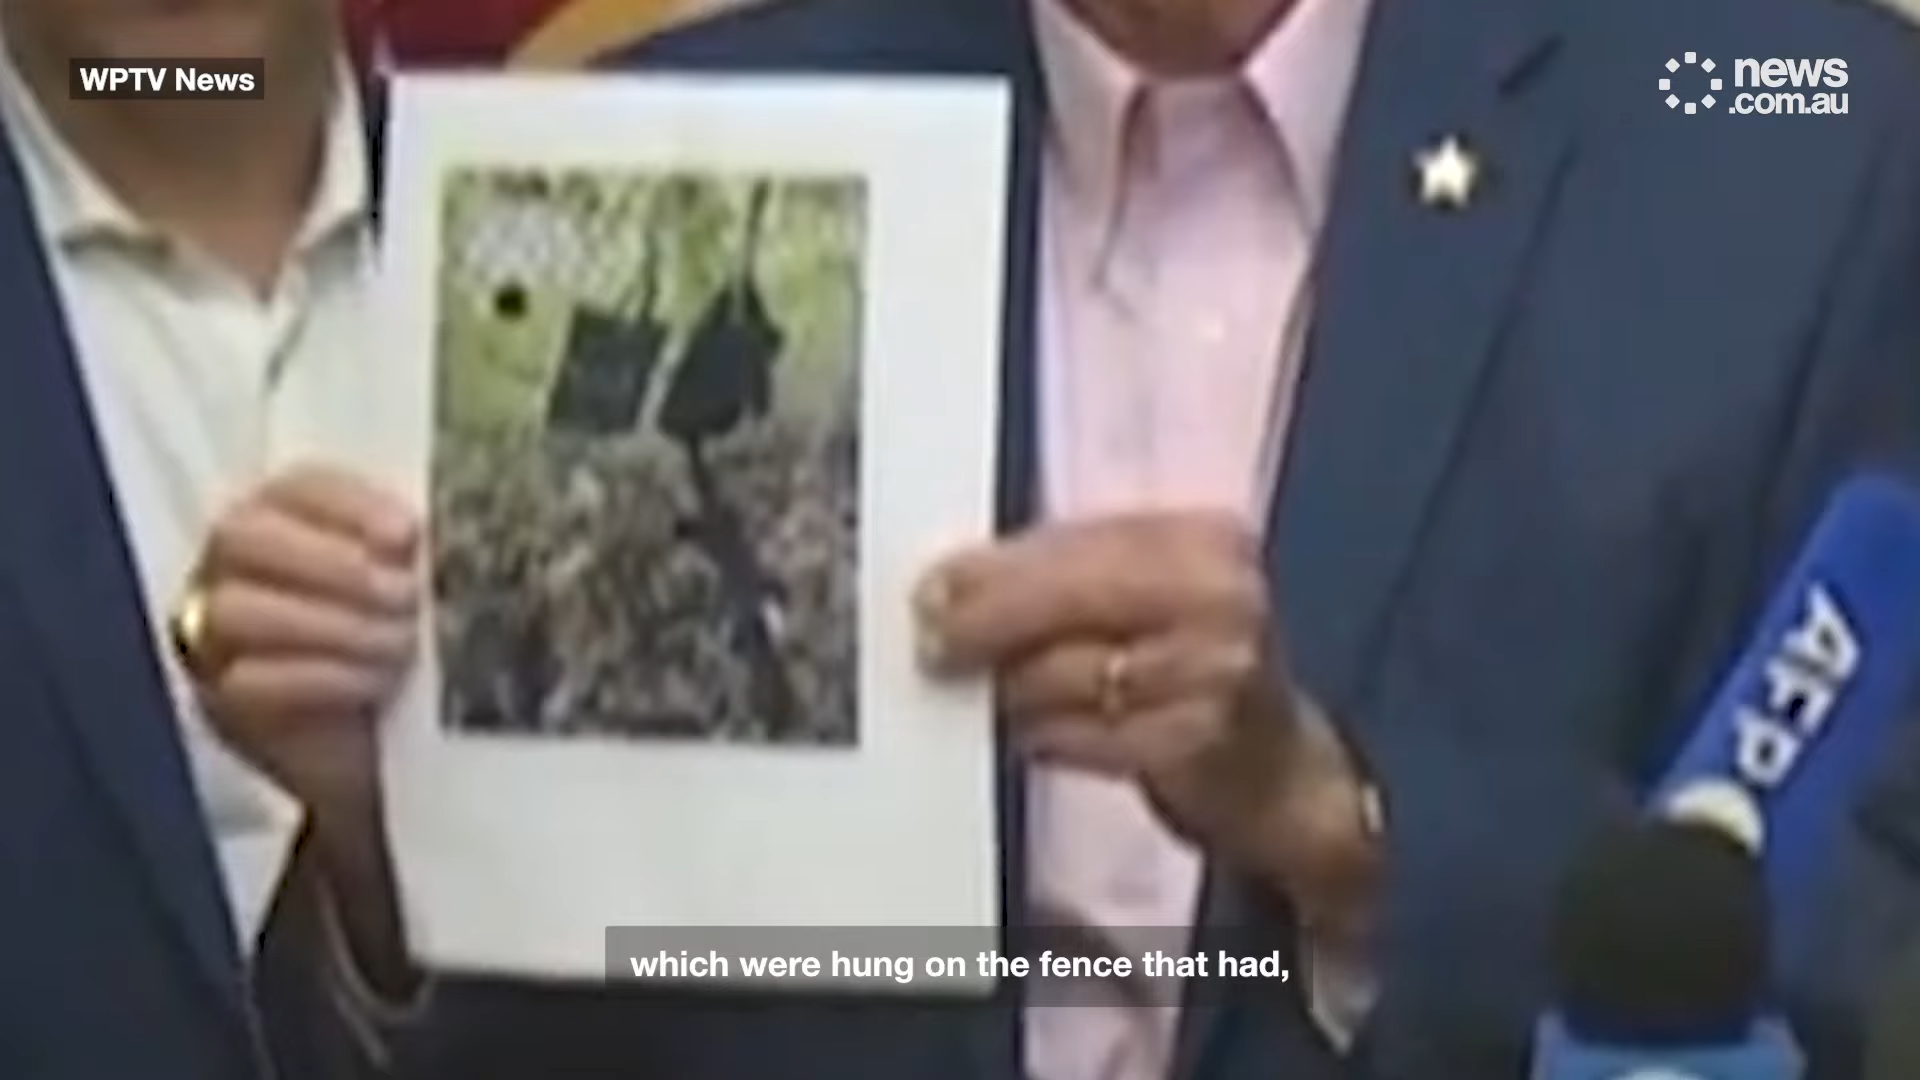 WPTV News
news
.com.au
AFP
which were hung on the fence that had,